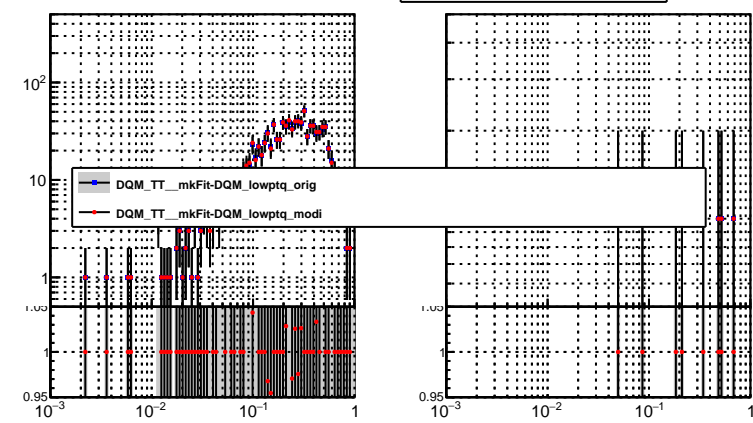 10²
10
DQM_TT__mkFit-DQM_lowptq_orig
DQM_TT__mkFit-DQM_lowptq_modi
1
1.05 1.05
1 1
0.95 0.95
10⁻³ 10⁻² 10⁻¹ 1 10⁻³ 10⁻² 10⁻¹ 1